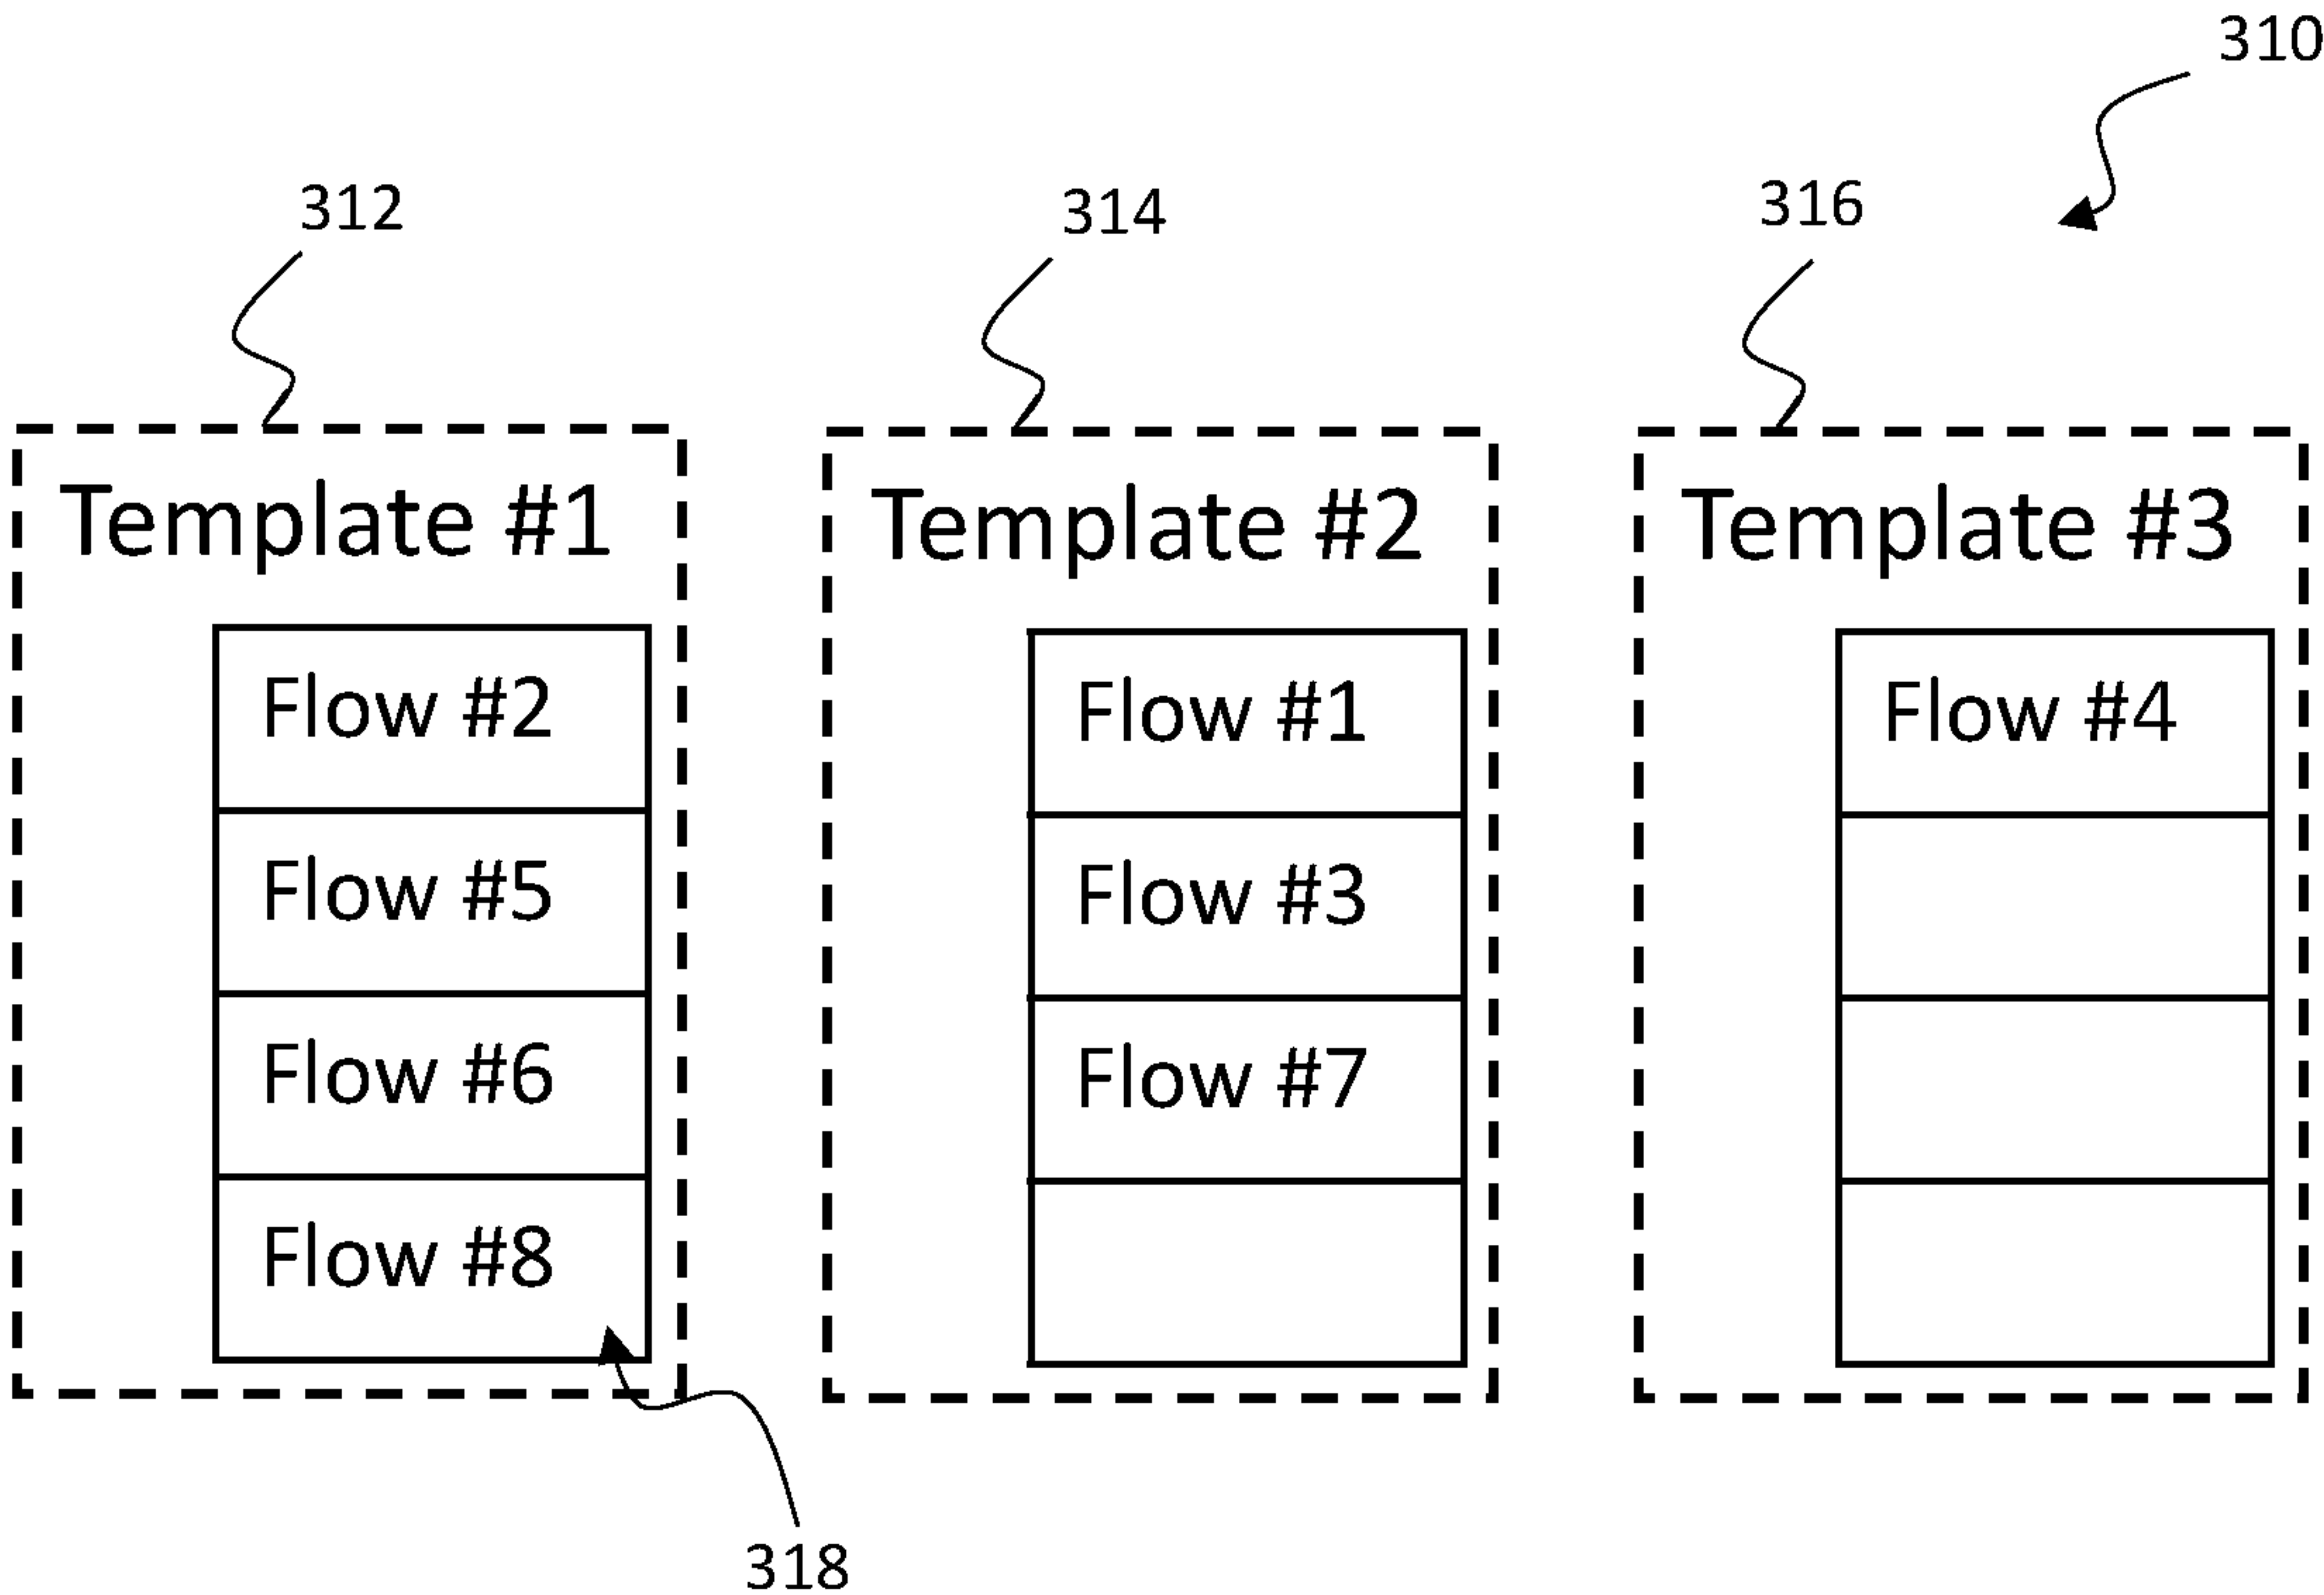 310
312
314
316
Template #1
Template #2
Template #3
Flow #2
Flow #5
Flow #6
Flow #8
Flow #1
Flow #3
Flow #7
Flow #4
318